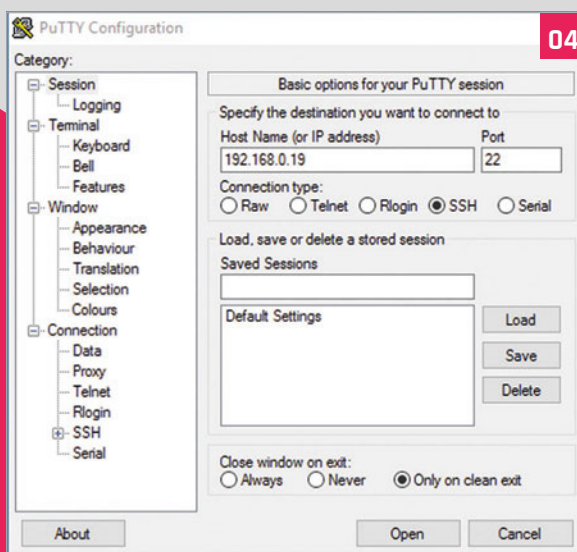 PuTTY Configuration
04
Category:
Session
Logging
Terminal
Keyboard
Bell
Features
Window
Appearance
Behaviour
Translation
Selection
Colours
Connection
Data
Proxy
Telnet
Rlogin
SSH
Serial
Basic options for your PuTTY session
Specify the destination you want to connect to
Host Name (or IP address) Port
192.168.0.19 22
Connection type:
Raw Telnet Rlogin SSH Serial
Load, save or delete a stored session
Saved Sessions
Default Settings
Load
Save
Delete
Close window on exit:
Always Never Only on clean exit
About Open Cancel